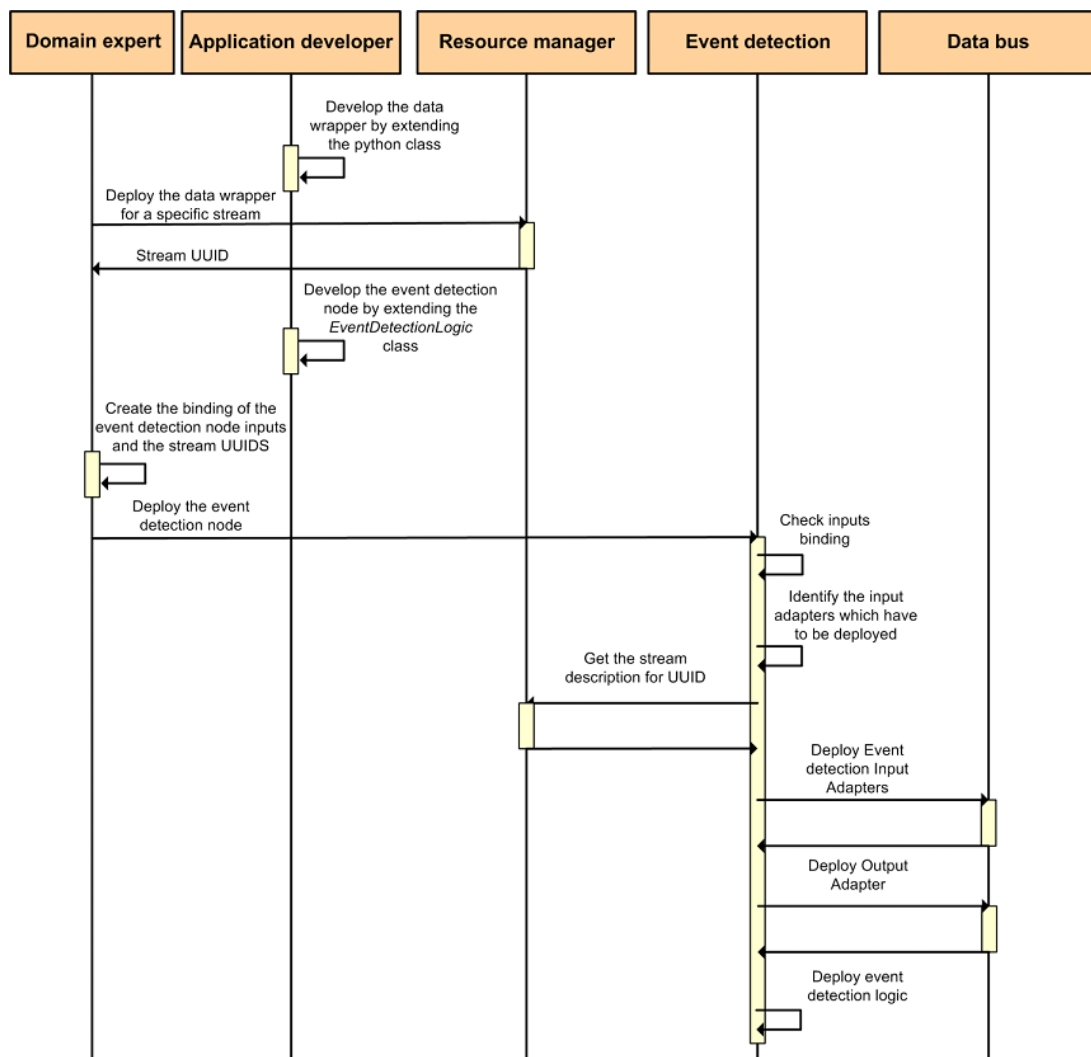 Domain expert
Application developer
Resource manager
Event detection
Data bus
Develop the data
wrapper by extending
the python class
Deploy the data wrapper
for a specific stream
Stream UUID
Develop the event detection
node by extending the
EventDetectionLogic
class
Create the binding of the
event detection node inputs
and the stream UUIDS
Deploy the event
detection node
Check inputs
binding
Identify the input
adapters which have
to be deployed
Get the stream
description for UUID
Deploy Event
detection Input
Adapters
Deploy Output
Adapter
Deploy event
detection logic